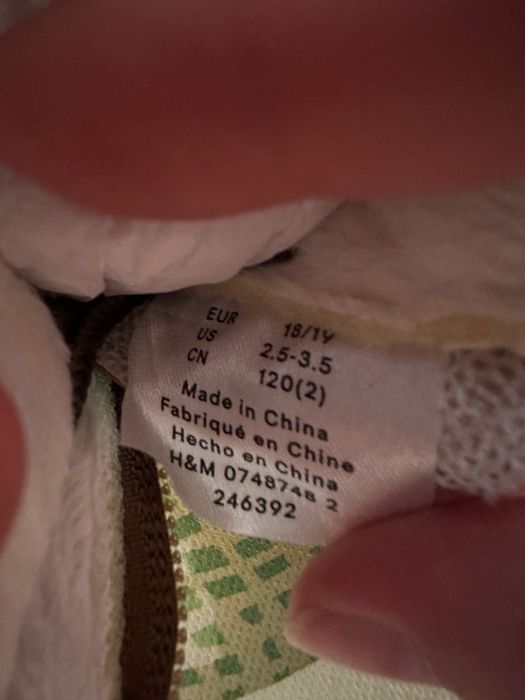 EUR 18/19
US 2.5-3.5
CN 120(2)
Made in China
Fabriqué en Chine
Hecho en China
H&M 0748748 2
246392